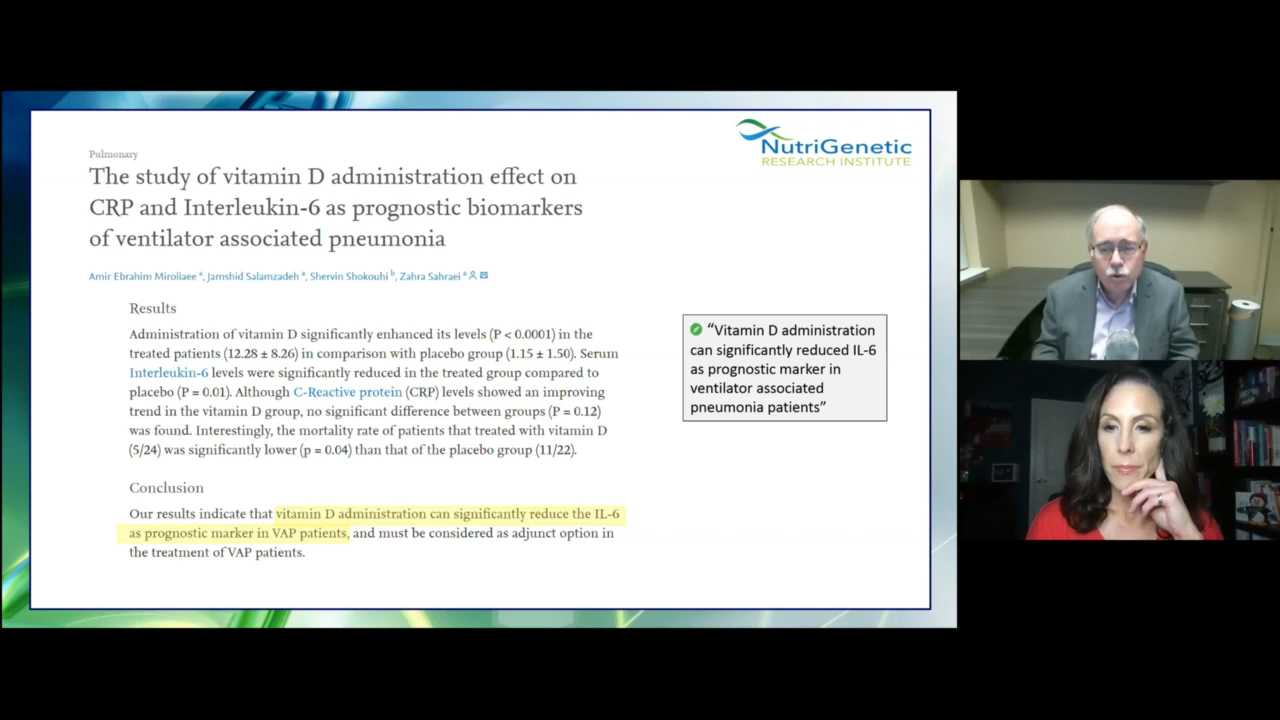 NutriGenetic
RESEARCH INSTITUTE
Pulmonary
The study of vitamin D administration effect on
CRP and Interleukin-6 as prognostic biomarkers
of ventilator associated pneumonia
Amir Ebrahim Miroliaee a, Jamshid Salamzadeh a, Shervin Shokouhi b, Zahra Sahraei a
Results
Administration of vitamin D significantly enhanced its levels (P < 0.0001) in the
treated patients (12.28 ± 8.26) in comparison with placebo group (1.15 ± 1.50). Serum
Interleukin-6 levels were significantly reduced in the treated group compared to
placebo (P = 0.01). Although C-Reactive protein (CRP) levels showed an improving
trend in the vitamin D group, no significant difference between groups (P = 0.12)
was found. Interestingly, the mortality rate of patients that treated with vitamin D
(5/24) was significantly lower (p = 0.04) than that of the placebo group (11/22).
Conclusion
Our results indicate that vitamin D administration can significantly reduce the IL-6
as prognostic marker in VAP patients, and must be considered as adjunct option in
the treatment of VAP patients.
“Vitamin D administration
can significantly reduced IL-6
as prognostic marker in
ventilator associated
pneumonia patients”